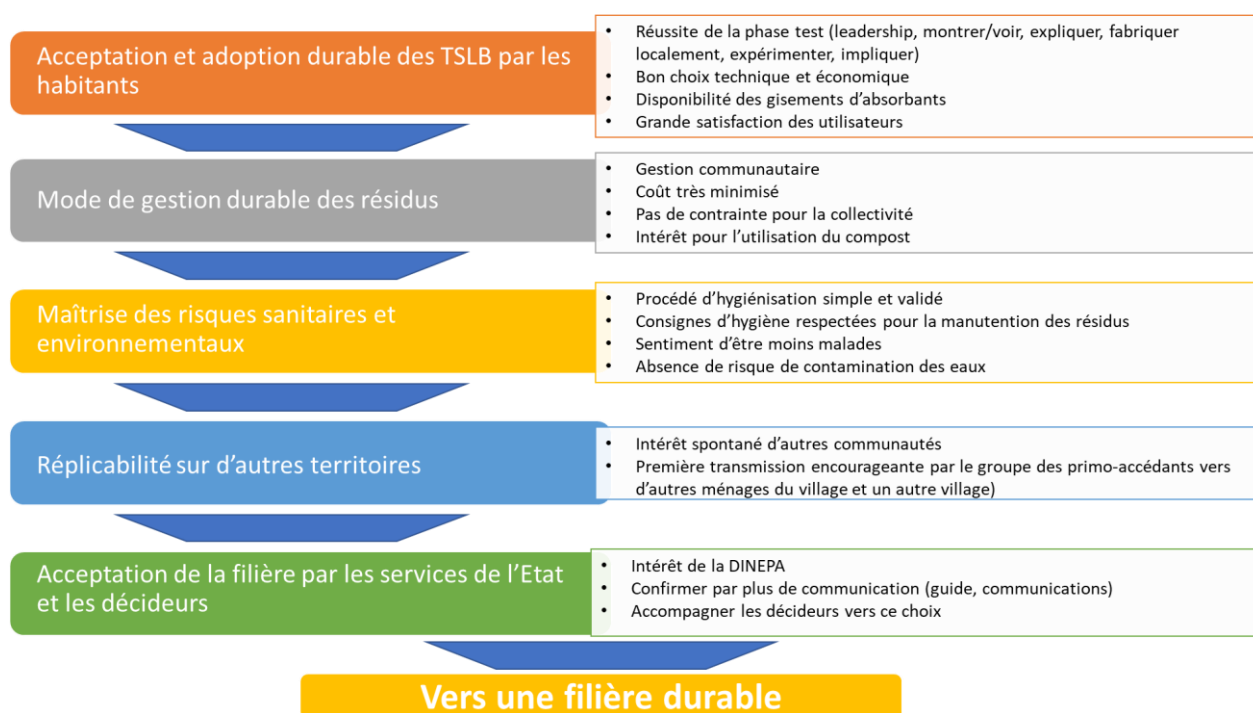 Acceptation et adoption durable des TSLB par les
habitants
• Réussite de la phase test (leadership, montrer/voir, expliquer, fabriquer
localement, expérimenter, impliquer)
• Bon choix technique et économique
• Disponibilité des gisements d’absorbants
• Grande satisfaction des utilisateurs
Mode de gestion durable des résidus
• Gestion communautaire
• Coût très minimisé
• Pas de contrainte pour la collectivité
• Intérêt pour l’utilisation du compost
Maîtrise des risques sanitaires et
environnementaux
• Procédé d’hygiénisation simple et validé
• Consignes d’hygiène respectées pour la manutention des résidus
• Sentiment d’être moins malades
• Absence de risque de contamination des eaux
Réplicabilité sur d’autres territoires
• Intérêt spontané d’autres communautés
• Première transmission encourageante par le groupe des primo-accédants vers
d’autres ménages du village et un autre village)
Acceptation de la filière par les services de l’Etat
et les décideurs
• Intérêt de la DINEPA
• Confirmer par plus de communication (guide, communications)
• Accompagner les décideurs vers ce choix
Vers une filière durable